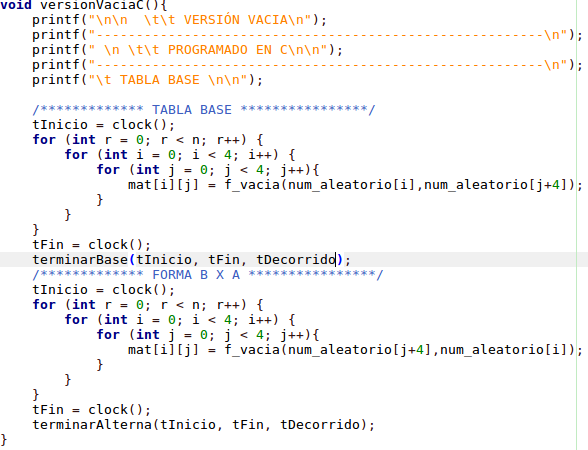 void versionVaciaC(){
    printf("\n\n  \t\t VERSIÓN VACIA\n");
    printf("--------------------------------------------------------\n");
    printf(" \n \t\t PROGRAMADO EN C\n\n");
    printf("--------------------------------------------------------\n");
    printf("\t TABLA BASE \n\n");

    /************* TABLA BASE ****************/
    tInicio = clock();
    for (int r = 0; r < n; r++) {
        for (int i = 0; i < 4; i++) {
            for (int j = 0; j < 4; j++){
                mat[i][j] = f_vacia(num_aleatorio[i],num_aleatorio[j+4]);
            }
        }
    }
    tFin = clock();
    terminarBase(tInicio, tFin, tDecorrido);
    /************* FORMA B X A ****************/
    tInicio = clock();
    for (int r = 0; r < n; r++) {
        for (int i = 0; i < 4; i++) {
            for (int j = 0; j < 4; j++){
                mat[i][j] = f_vacia(num_aleatorio[j+4],num_aleatorio[i]);
            }
        }
    }
    tFin = clock();
    terminarAlterna(tInicio, tFin, tDecorrido);
}